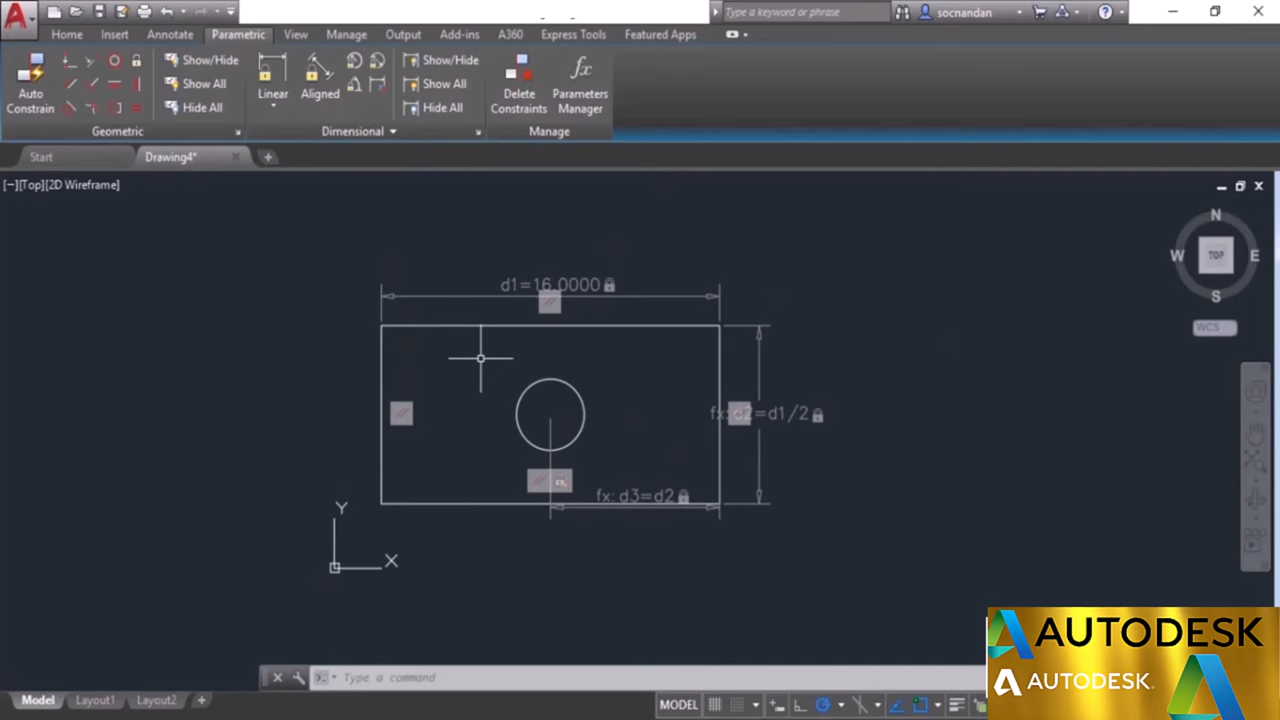 Type a keyword or phrase
socnandan
Home Insert Annotate Parametric View Manage Output Add-ins A360 Express Tools Featured Apps
Auto Constrain
Show/Hide
Show All
Hide All
Geometric
Linear
Aligned
Show/Hide
Show All
Hide All
Dimensional
Delete Constraints
fx
Parameters Manager
Manage
Start
Drawing4*
[−][Top][2D Wireframe]
N
W TOP E
S
WCS
d1=16.0000
fx: d2=d1/2
fx: d3=d2
Y
X
AUTODESK
AUTODESK.
Type a command
Model Layout1 Layout2
MODEL